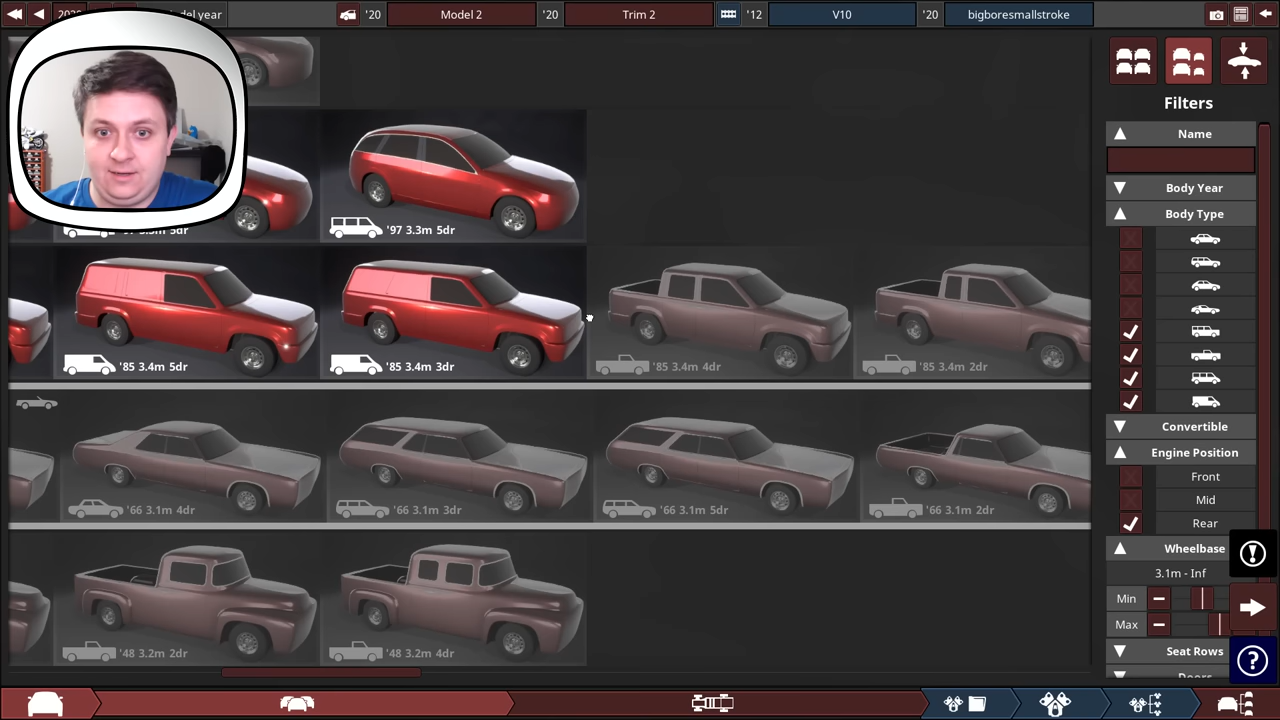 '20 Model 2 '20 Trim 2 '12 V10 '20 bigboresmallstroke
Filters
Name
Body Year
Body Type
Convertible
Engine Position
Front
Mid
Rear
Wheelbase
3.1m - Inf
Min
Max
Seat Rows
'97 3.3m 5dr
'85 3.4m 5dr
'85 3.4m 3dr
'85 3.4m 4dr
'85 3.4m 2dr
'66 3.1m 4dr
'66 3.1m 3dr
'66 3.1m 5dr
'66 3.1m 2dr
'48 3.2m 2dr
'48 3.2m 4dr